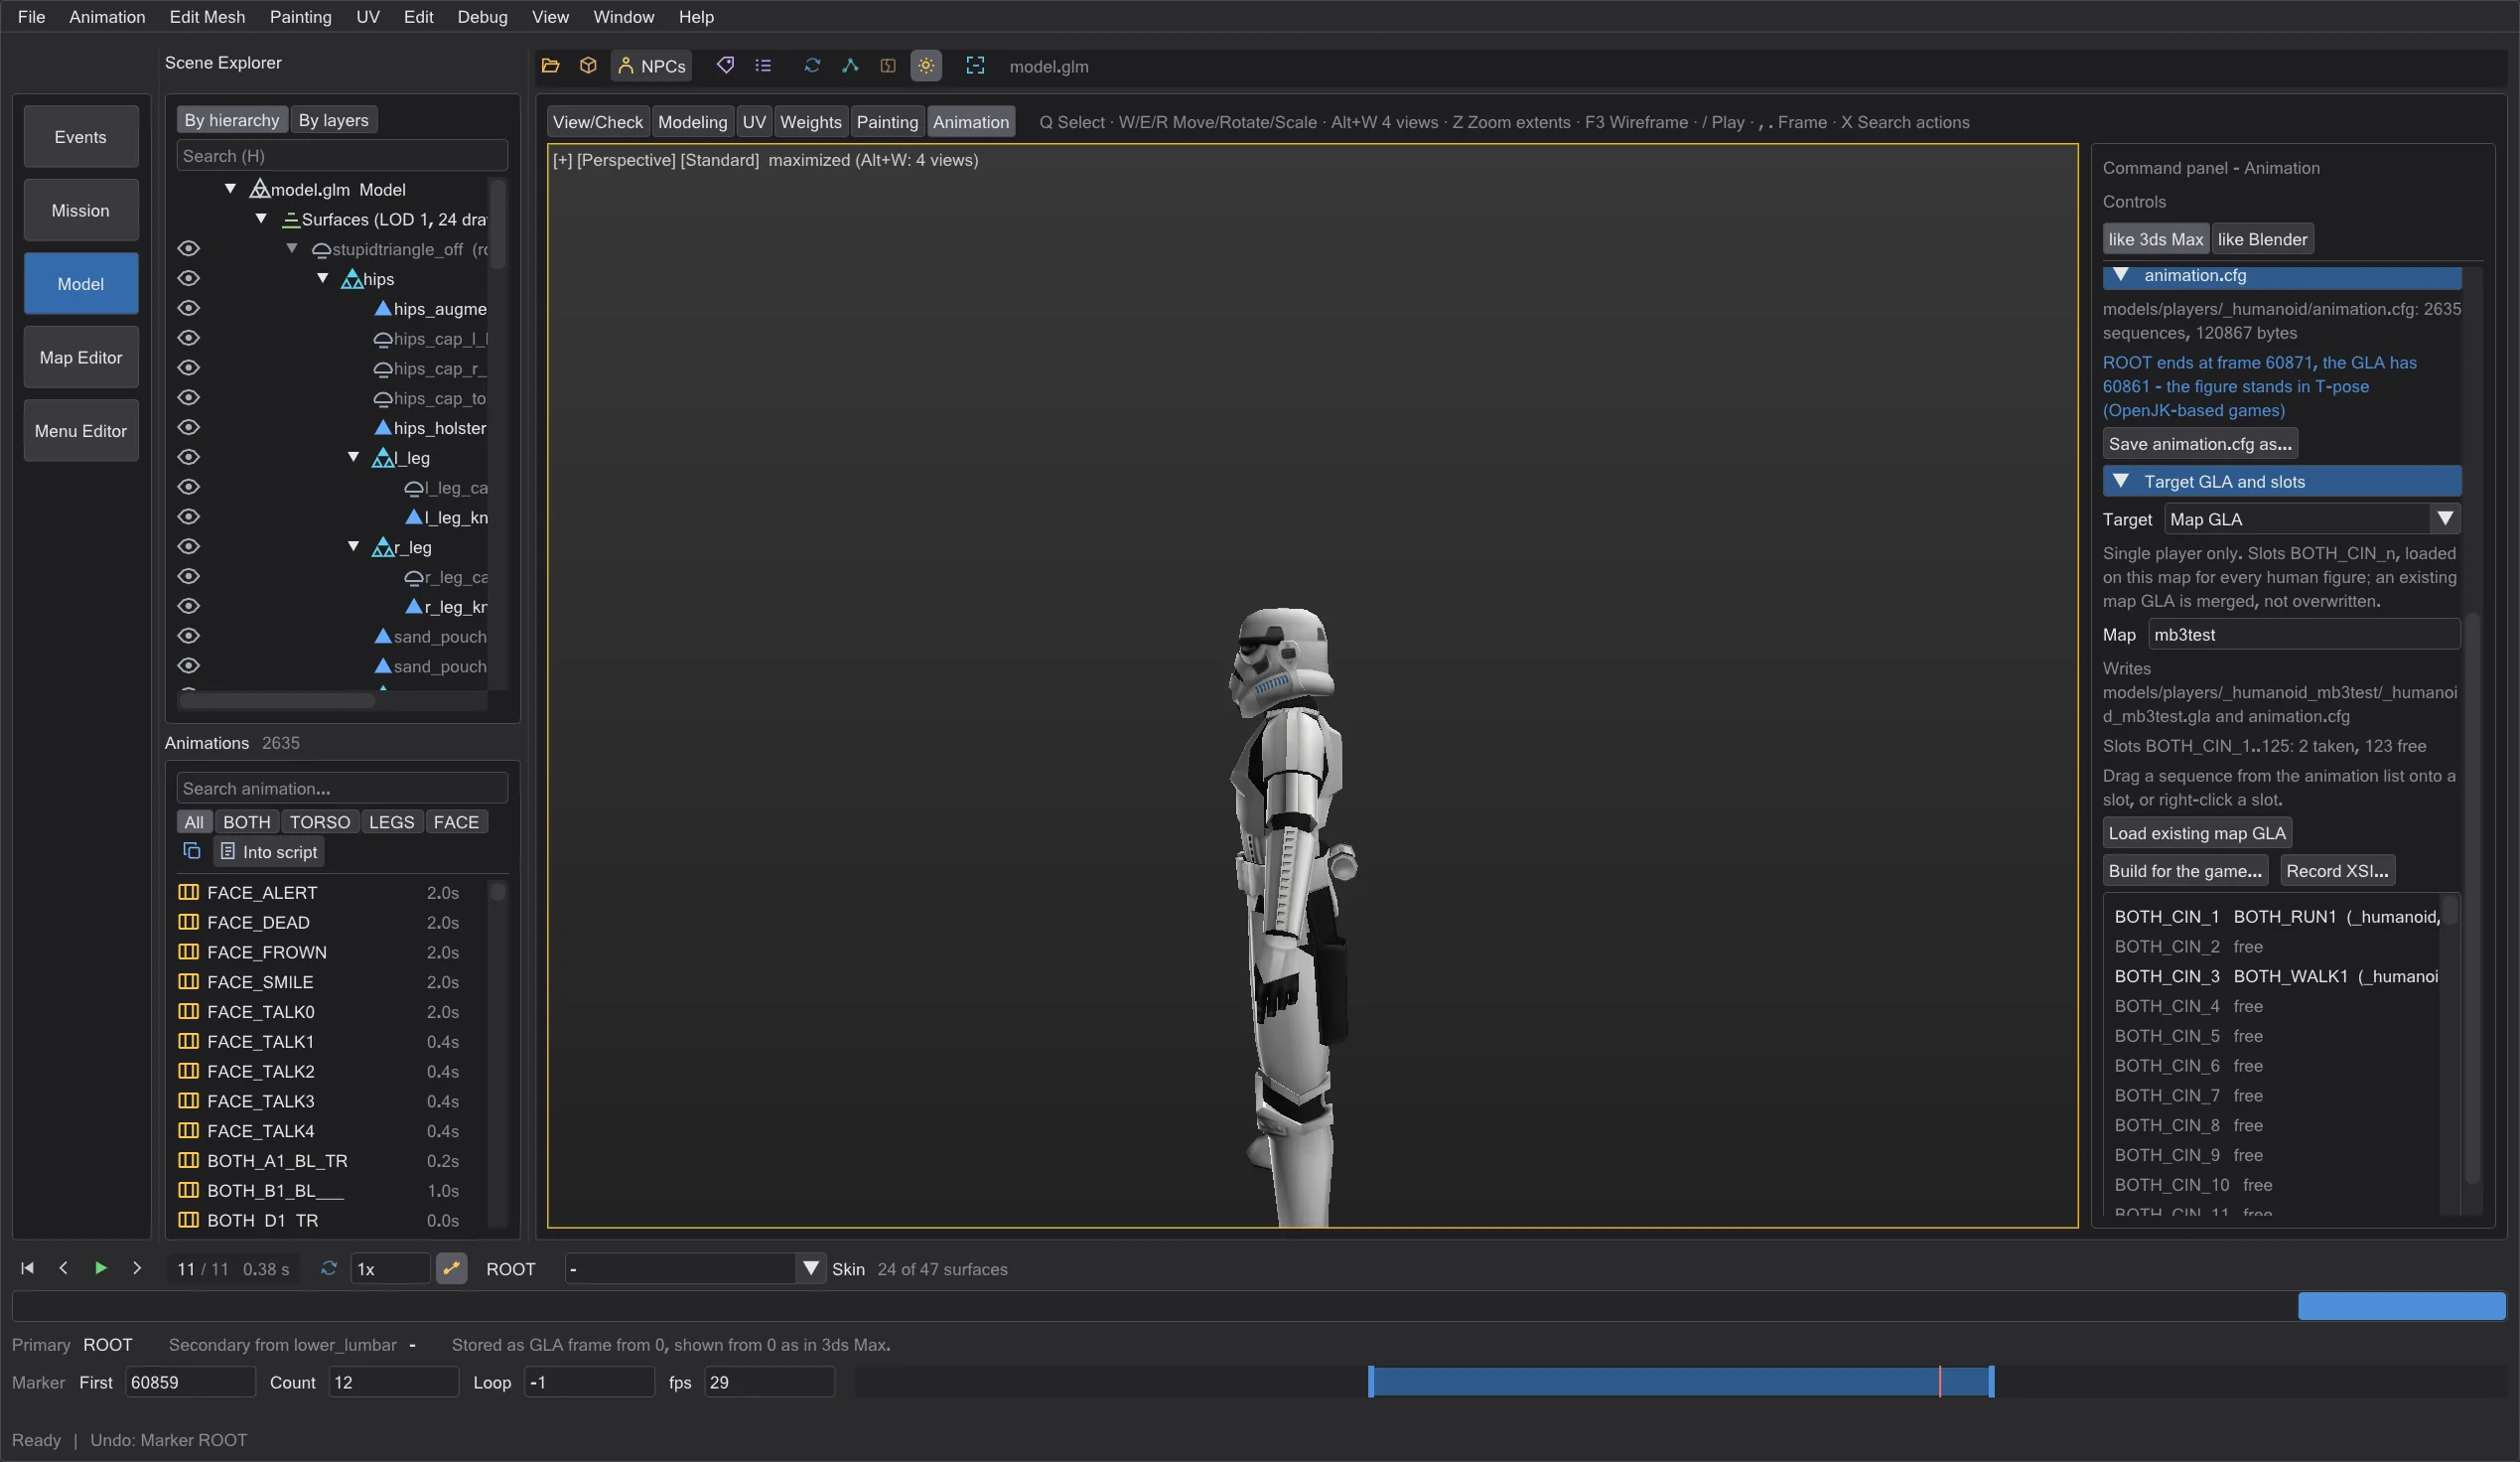 File Animation Edit Mesh Painting UV Edit Debug View Window Help
Scene Explorer
NPCs model.glm
Events
Mission
Model
Map Editor
Menu Editor
By hierarchy By layers
Search (H)
model.glm Model
Surfaces (LOD 1, 24 dra
stupidtriangle_off (ro
hips
hips_augme
hips_cap_l_l
hips_cap_r_
hips_cap_to
hips_holster
l_leg
l_leg_ca
l_leg_kn
r_leg
r_leg_ca
r_leg_kr
sand_pouch
sand_pouch
Animations 2635
Search animation...
All BOTH TORSO LEGS FACE
Into script
FACE_ALERT 2.0s
FACE_DEAD 2.0s
FACE_FROWN 2.0s
FACE_SMILE 2.0s
FACE_TALK0 2.0s
FACE_TALK1 0.4s
FACE_TALK2 0.4s
FACE_TALK3 0.4s
FACE_TALK4 0.4s
BOTH_A1_BL_TR 0.2s
BOTH_B1_BL___ 1.0s
BOTH_D1_TR 0.0s
View/Check Modeling UV Weights Painting Animation Q Select · W/E/R Move/Rotate/Scale · Alt+W 4 views · Z Zoom extents · F3 Wireframe · / Play · , . Frame · X Search actions
[+] [Perspective] [Standard] maximized (Alt+W: 4 views)
Command panel - Animation
Controls
like 3ds Max like Blender
animation.cfg
models/players/_humanoid/animation.cfg: 2635
sequences, 120867 bytes
ROOT ends at frame 60871, the GLA has
60861 - the figure stands in T-pose
(OpenJK-based games)
Save animation.cfg as...
Target GLA and slots
Target Map GLA
Single player only. Slots BOTH_CIN_n, loaded
on this map for every human figure; an existing
map GLA is merged, not overwritten.
Map mb3test
Writes
models/players/_humanoid_mb3test/_humanoi
d_mb3test.gla and animation.cfg
Slots BOTH_CIN_1..125: 2 taken, 123 free
Drag a sequence from the animation list onto a
slot, or right-click a slot.
Load existing map GLA
Build for the game... Record XSI...
BOTH_CIN_1 BOTH_RUN1 (_humanoid,
BOTH_CIN_2 free
BOTH_CIN_3 BOTH_WALK1 (_humanoi
BOTH_CIN_4 free
BOTH_CIN_5 free
BOTH_CIN_6 free
BOTH_CIN_7 free
BOTH_CIN_8 free
BOTH_CIN_9 free
BOTH_CIN_10 free
BOTH_CIN_11 free
11 / 11 0.38 s 1x ROOT - Skin 24 of 47 surfaces
Primary ROOT Secondary from lower_lumbar - Stored as GLA frame from 0, shown from 0 as in 3ds Max.
Marker First 60859 Count 12 Loop -1 fps 29
Ready | Undo: Marker ROOT